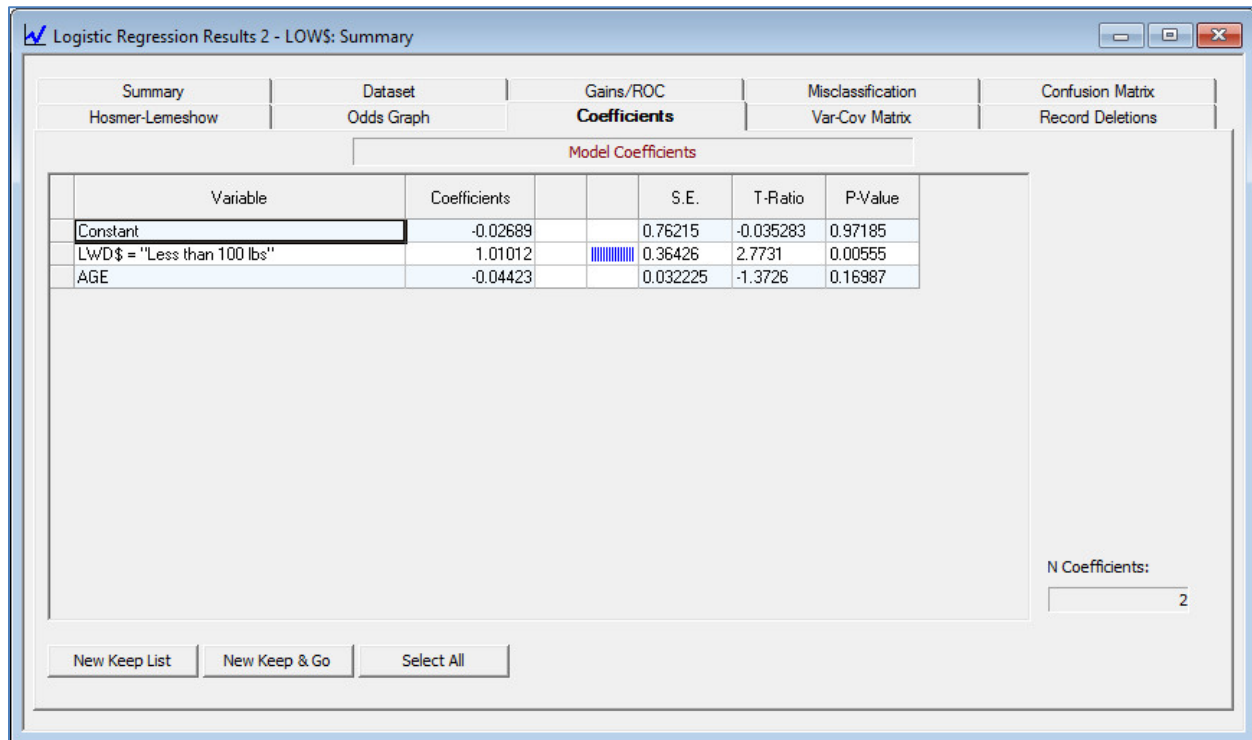 Logistic Regression Results 2 - LOW$: Summary
Summary Dataset Gains/ROC Misclassification Confusion Matrix
Hosmer-Lemeshow Odds Graph Coefficients Var-Cov Matrix Record Deletions
Model Coefficients
Variable Coefficients S.E. T-Ratio P-Value
Constant -0.02689 0.76215 -0.035283 0.97185
LWD$ = "Less than 100 lbs" 1.01012 0.36426 2.7731 0.00555
AGE -0.04423 0.032225 -1.3726 0.16987
N Coefficients:
2
New Keep List New Keep & Go Select All